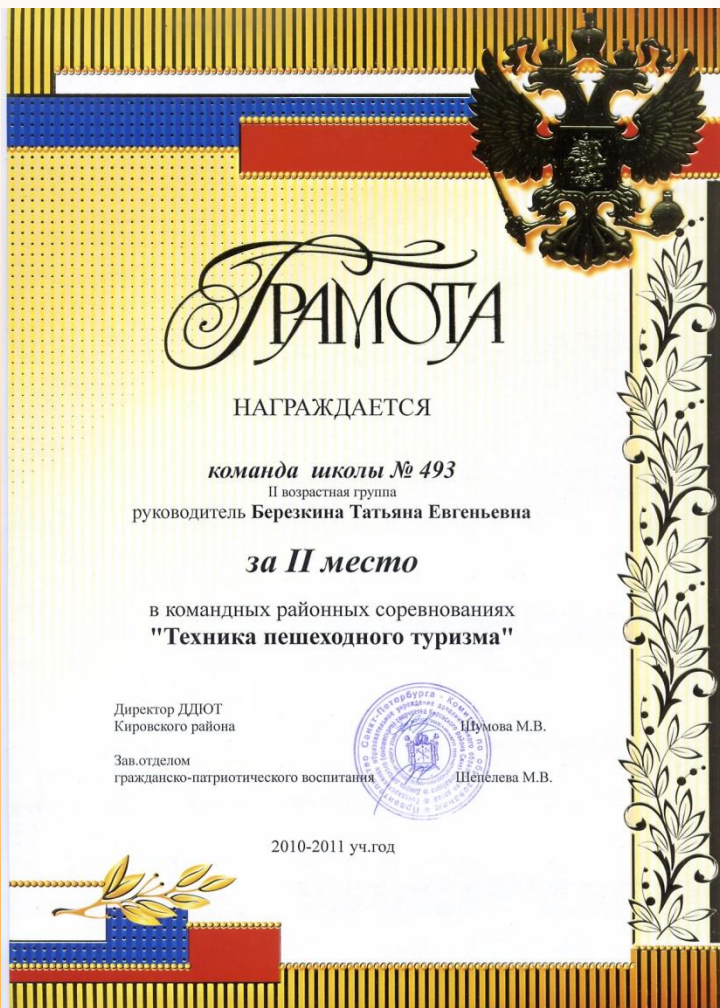 ГРАМОТА
НАГРАЖДАЕТСЯ
команда школы № 493
II возрастная группа
руководитель Березкина Татьяна Евгеньевна
за II место
в командных районных соревнованиях
"Техника пешеходного туризма"
Директор ДДЮТ
Кировского района Шумова М.В.
Зав.отделом
гражданско-патриотического воспитания Шепелева М.В.
2010-2011 уч.год